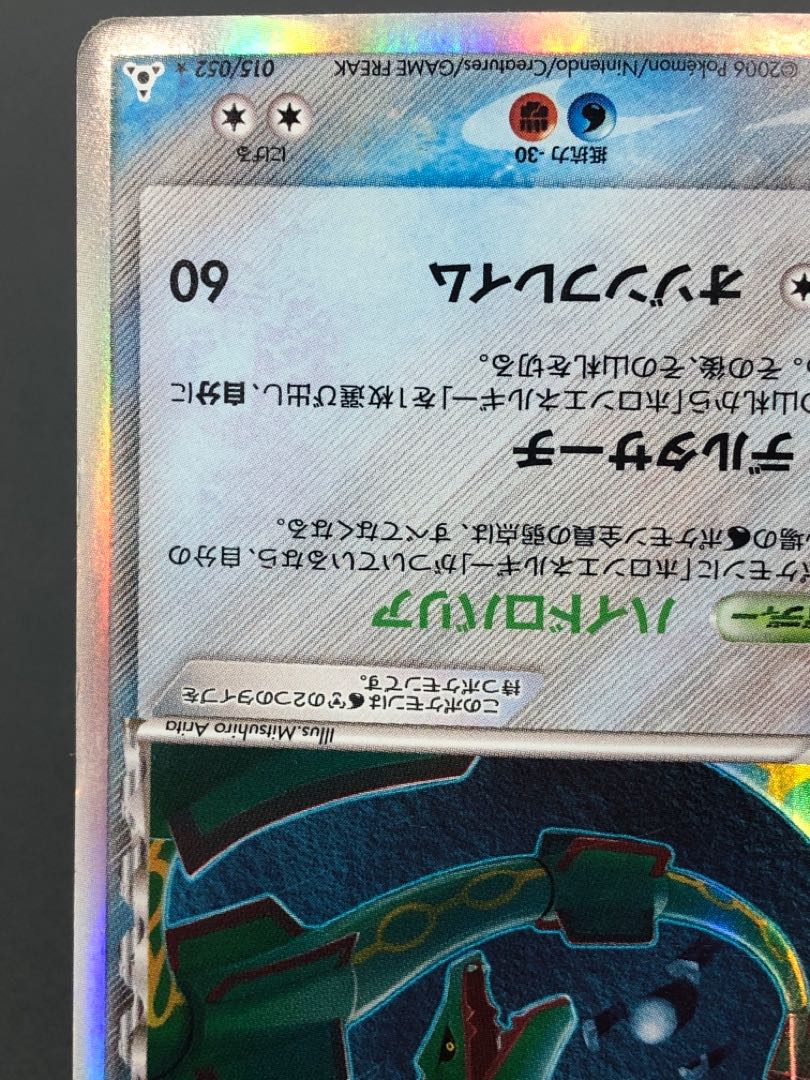 Illus. Mitsuhiro Arita
このポケモンは の2つのタイプを
持つポケモンです。
ボディー ハイドロバリア
ポケモンに「ホロンエネルギー」がついているなら、自分の
場のポケモン全員の弱点は、すべてなくなる。
デルタサーチ
の山札から「ホロンエネルギー」を1枚選び出し、自分に
。その後、その山札を切る。
オゾンフレイム 60
抵抗力 -30 にげる
©2006 Pokémon/Nintendo/Creatures/GAME FREAK 015/052 ★